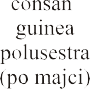 consan
guinea
polusestra
(po majci)